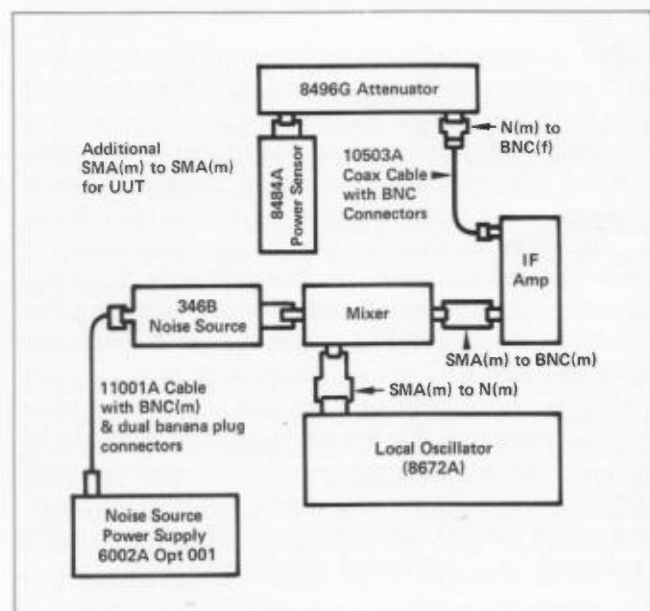 8496G Attenuator
N(m) to
BNC(f)
Additional
SMA(m) to SMA(m)
for UUT
8484A
Power Sensor
10503A
Coax Cable
with BNC
Connectors
IF
Amp
346B
Noise Source
Mixer
SMA(m) to BNC(m)
11001A Cable
with BNC(m)
& dual banana plug
connectors
SMA(m) to N(m)
Local Oscillator
(8672A)
Noise Source
Power Supply
6002A Opt 001